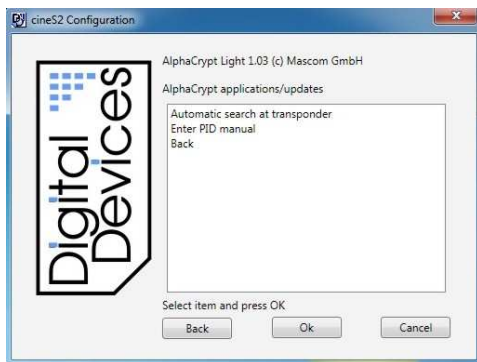 cineS2 Configuration
Digital
Devices
AlphaCrypt Light 1.03 (c) Mascom GmbH
AlphaCrypt applications/updates
Automatic search at transponder
Enter PID manual
Back
Select item and press OK
Back
Ok
Cancel